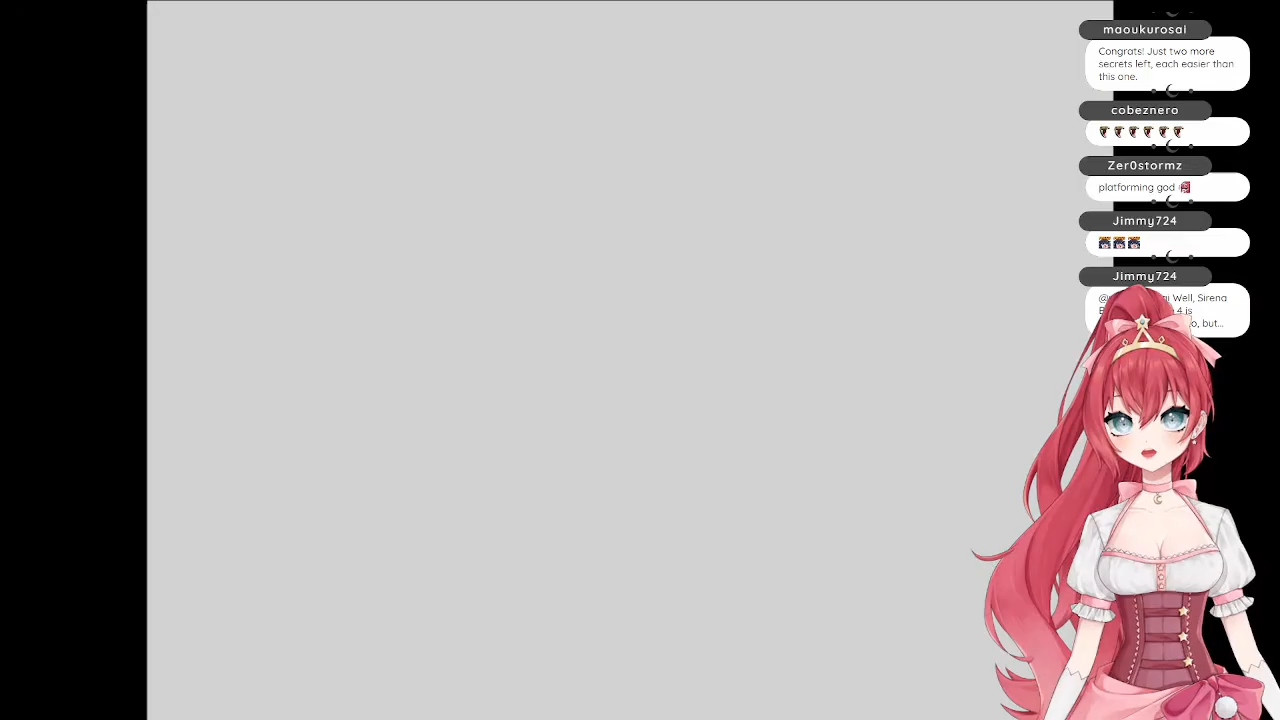 maoukurosai
Congrats! Just two more
secrets left, each easier than
this one.
cobeznero
Zer0stormz
platforming god
Jimmy724
Jimmy724
Well, Sirena
4 is
but...